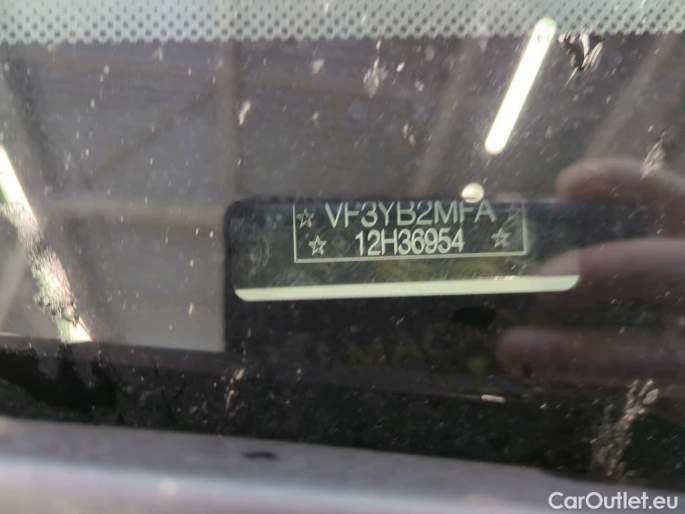 ☆ VF3YB2MFA ☆
☆ 12H36954 ☆
CarOutlet.eu